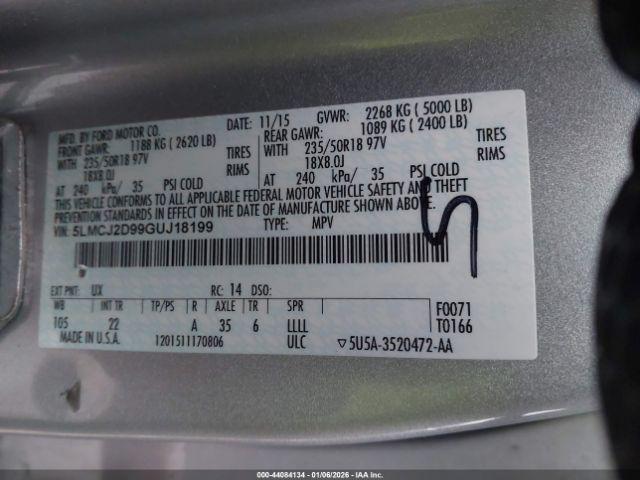 MFD. BY FORD MOTOR CO. DATE: 11/15 GVWR: 2268 KG ( 5000 LB)
FRONT GAWR: 1188 KG ( 2620 LB) REAR GAWR: 1089 KG ( 2400 LB)
WITH 235/50R18 97V TIRES WITH 235/50R18 97V TIRES
18X8.0J RIMS 18X8.0J RIMS
AT 240 kPa/ 35 PSI COLD AT 240 kPa/ 35 PSI COLD
THIS VEHICLE CONFORMS TO ALL APPLICABLE FEDERAL MOTOR VEHICLE SAFETY AND THEFT
PREVENTION STANDARDS IN EFFECT ON THE DATE OF MANUFACTURE SHOWN ABOVE.
VIN: 5LMCJ2D99GUJ18199 TYPE: MPV
EXT PNT: UX RC: 14 DSO:
WB INT TR TP/PS R AXLE TR SPR F0071
105 22 A 35 6 LLLL T0166
MADE IN U.S.A. 1201511170806 ULC ▽5U5A-3520472-AA
000-44084134 | 01/06/2026 - IAA Inc.